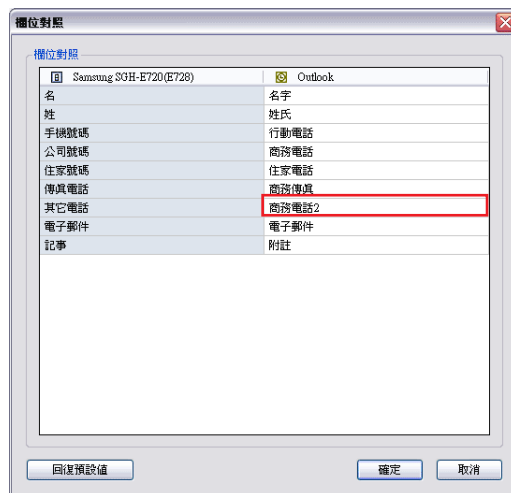 欄位對照
欄位對照
Samsung SGH-E720(E728) Outlook
名 名字
姓 姓氏
手機號碼 行動電話
公司號碼 商務電話
住家號碼 住家電話
傳真電話 商務傳真
其它電話 商務電話2
電子郵件 電子郵件
記事 附註
回復預設值 確定 取消